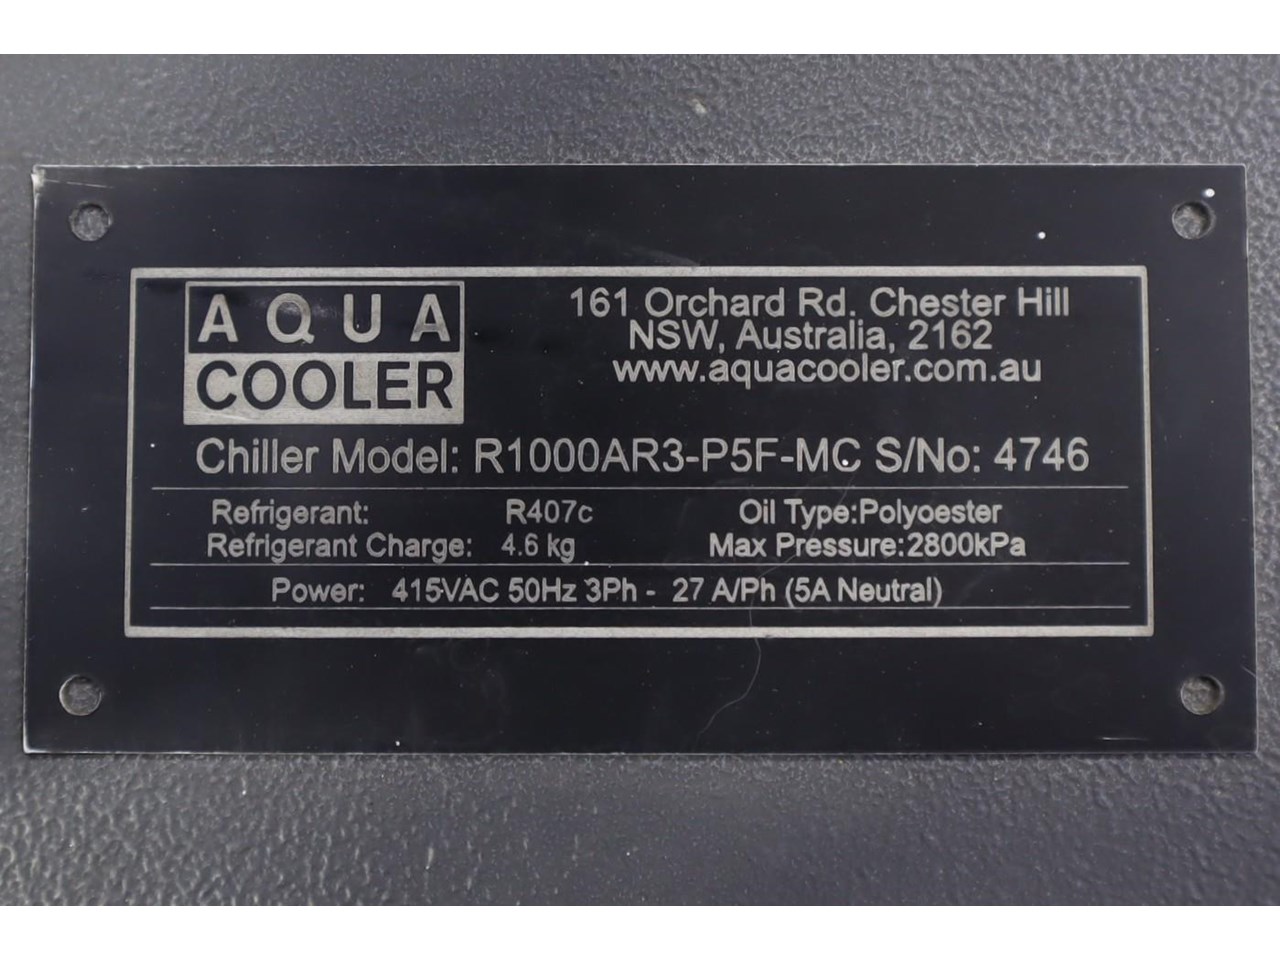 AQUA
COOLER
161 Orchard Rd. Chester Hill
NSW, Australia, 2162
www.aquacooler.com.au
Chiller Model: R1000AR3-P5F-MC S/No: 4746
Refrigerant: R407c Oil Type:Polyoester
Refrigerant Charge: 4.6 kg Max Pressure:2800kPa
Power: 415VAC 50Hz 3Ph - 27 A/Ph (5A Neutral)